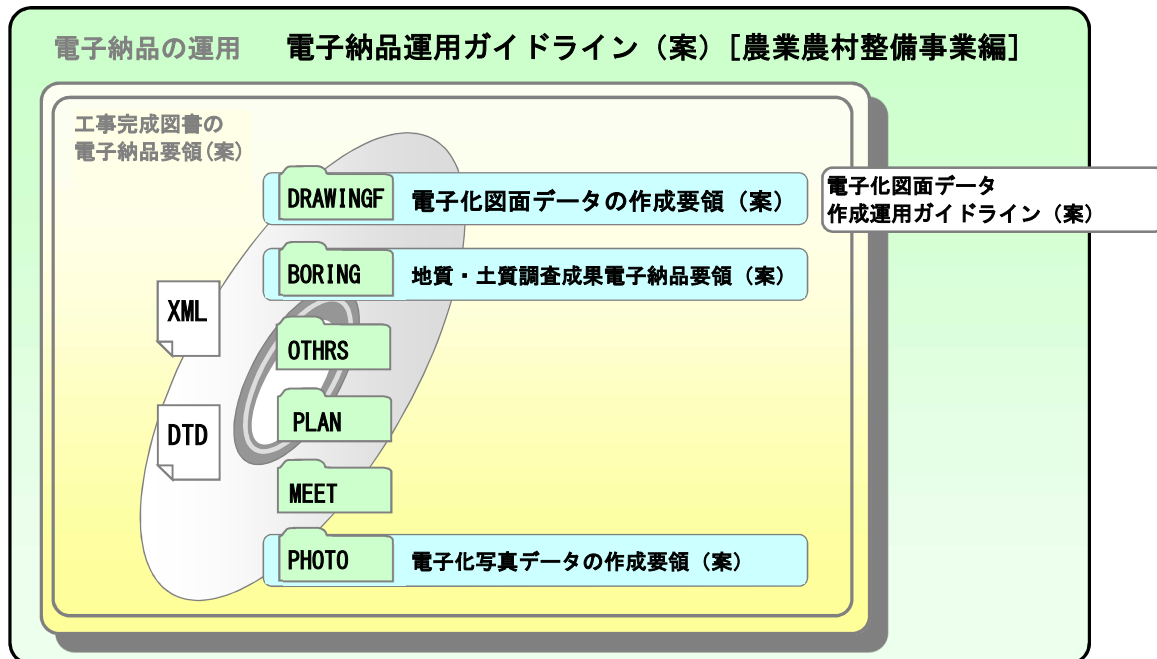 電子納品の運用 電子納品運用ガイドライン（案）［農業農村整備事業編］
工事完成図書の
電子納品要領(案)
DRAWINGF 電子化図面データの作成要領（案）
電子化図面データ
作成運用ガイドライン（案）
BORING 地質・土質調査成果電子納品要領（案）
XML
OTHRS
PLAN
DTD
MEET
PHOTO 電子化写真データの作成要領（案）